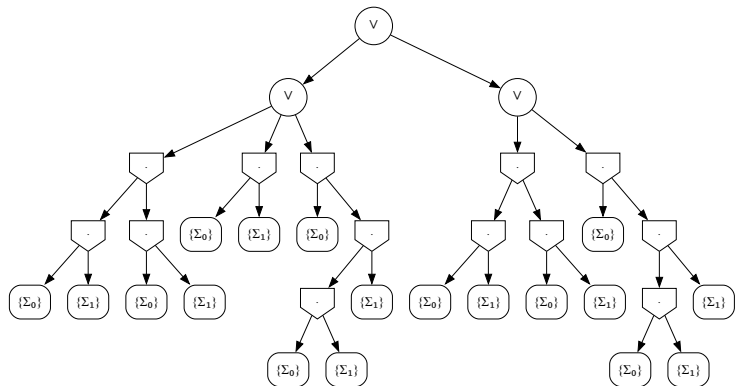 ∨
∨ ∨
· · · · ·
· · {Σ₀} {Σ₁} {Σ₀} · · · {Σ₀} ·
{Σ₀} {Σ₁} {Σ₀} {Σ₁} · {Σ₁} {Σ₀} {Σ₁} {Σ₀} {Σ₁} · {Σ₁}
{Σ₀} {Σ₁} {Σ₀} {Σ₁}